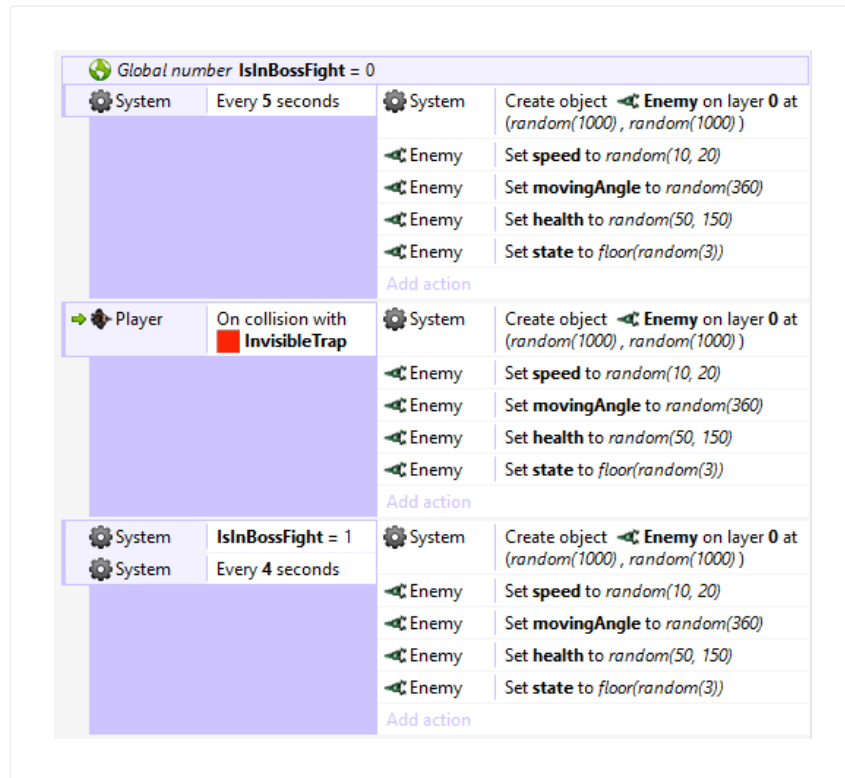 Global number IsInBossFight = 0
System Every 5 seconds System Create object Enemy on layer 0 at
(random(1000) , random(1000) )
Enemy Set speed to random(10, 20)
Enemy Set movingAngle to random(360)
Enemy Set health to random(50, 150)
Enemy Set state to floor(random(3))
Add action
Player On collision with System Create object Enemy on layer 0 at
InvisibleTrap (random(1000) , random(1000) )
Enemy Set speed to random(10, 20)
Enemy Set movingAngle to random(360)
Enemy Set health to random(50, 150)
Enemy Set state to floor(random(3))
Add action
System IsInBossFight = 1 System Create object Enemy on layer 0 at
System Every 4 seconds (random(1000) , random(1000) )
Enemy Set speed to random(10, 20)
Enemy Set movingAngle to random(360)
Enemy Set health to random(50, 150)
Enemy Set state to floor(random(3))
Add action